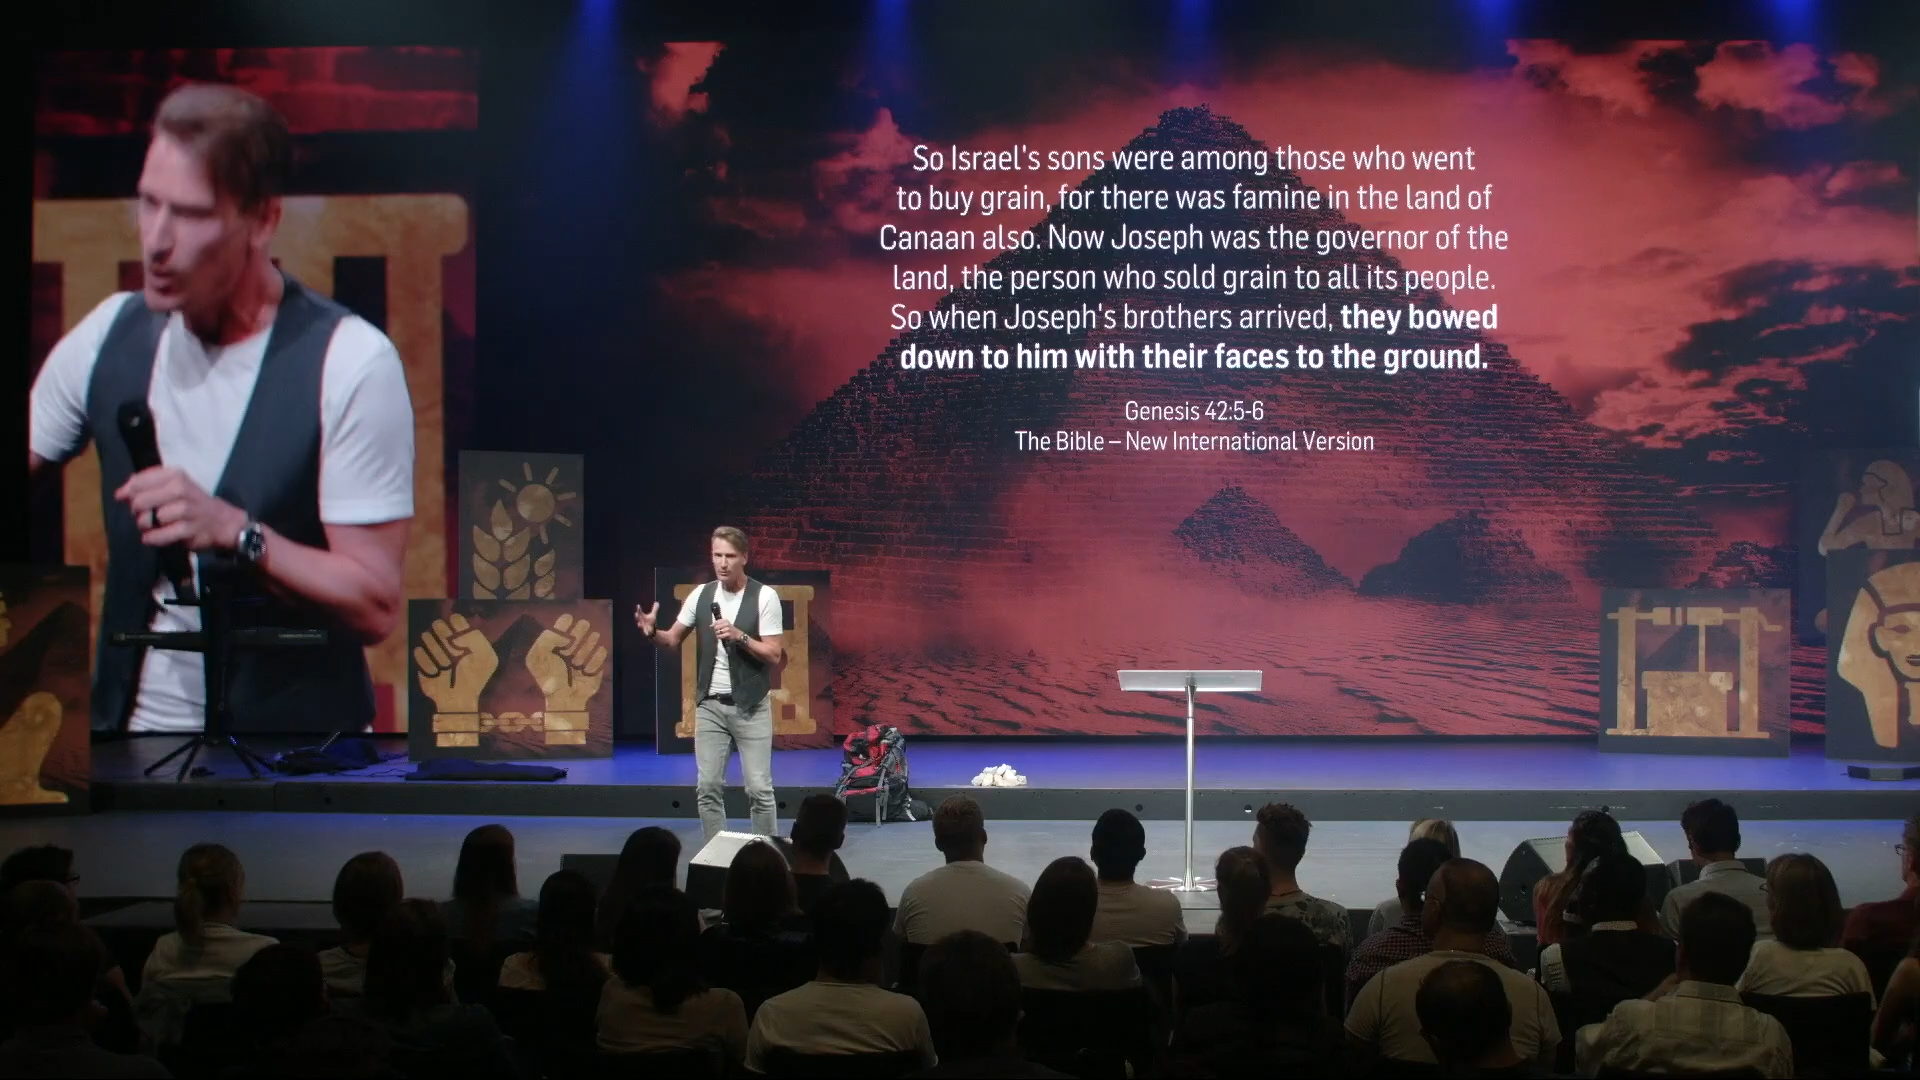 So Israel's sons were among those who went
to buy grain, for there was famine in the land of
Canaan also. Now Joseph was the governor of the
land, the person who sold grain to all its people.
So when Joseph's brothers arrived, they bowed
down to him with their faces to the ground.
Genesis 42:5-6
The Bible – New International Version